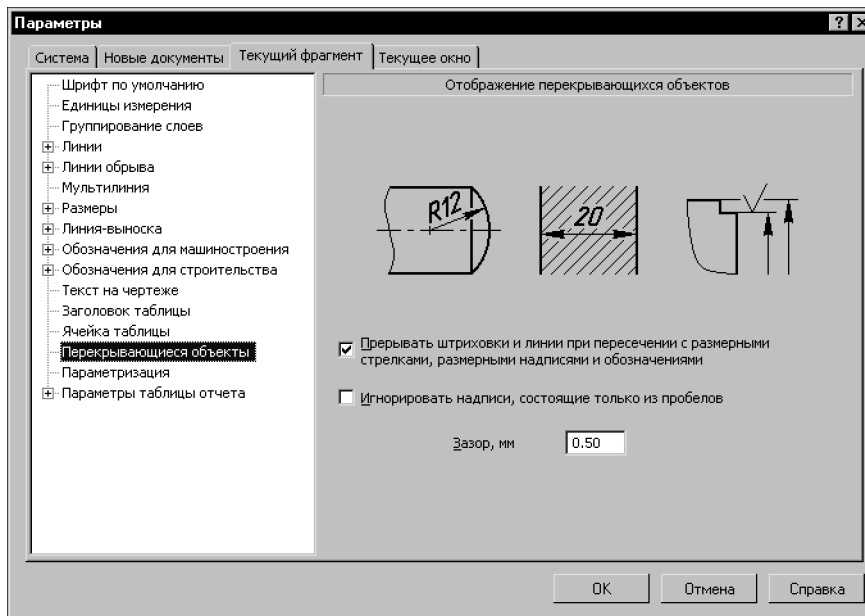 Параметры
Система
Новые документы
Текущий фрагмент
Текущее окно
Шрифт по умолчанию
Единицы измерения
Группирование слоев
Линии
Линии обрыва
Мультилиния
Размеры
Линия-выноска
Обозначения для машиностроения
Обозначения для строительства
Текст на чертеже
Заголовок таблицы
Ячейка таблицы
Перекрывающиеся объекты
Параметризация
Параметры таблицы отчета
Отображение перекрывающихся объектов
R12
20
Прерывать штриховки и линии при пересечении с размерными
стрелками, размерными надписями и обозначениями
Игнорировать надписи, состоящие только из пробелов
Зазор, мм
0.50
OK
Отмена
Справка